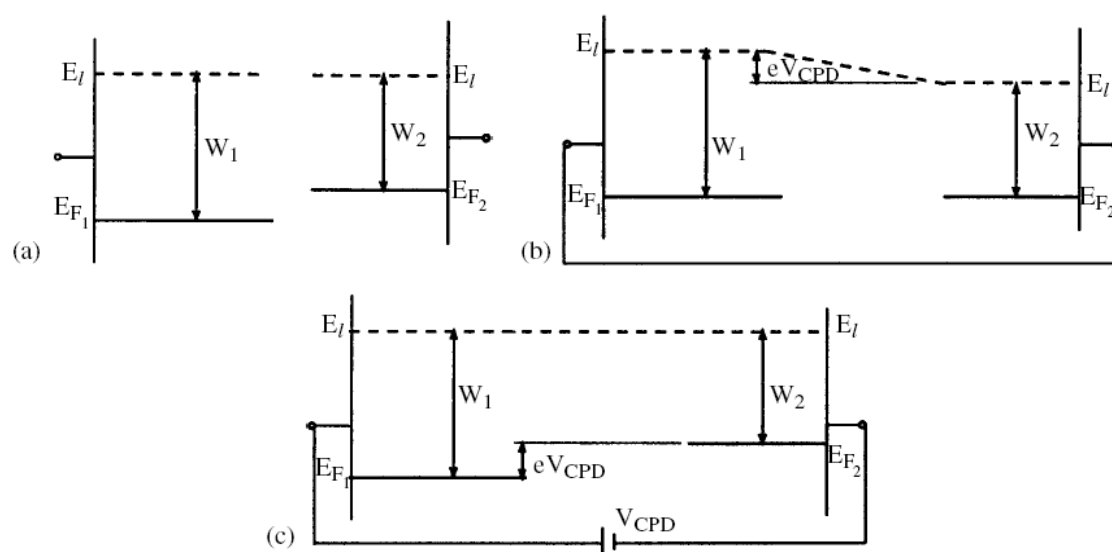 E_l E_l
W_1 W_2
E_F1 E_F2
(a)
E_l eV_CPD E_l
W_1 W_2
E_F1 E_F2
(b)
E_l E_l
W_1 W_2
E_F1 eV_CPD E_F2
V_CPD
(c)